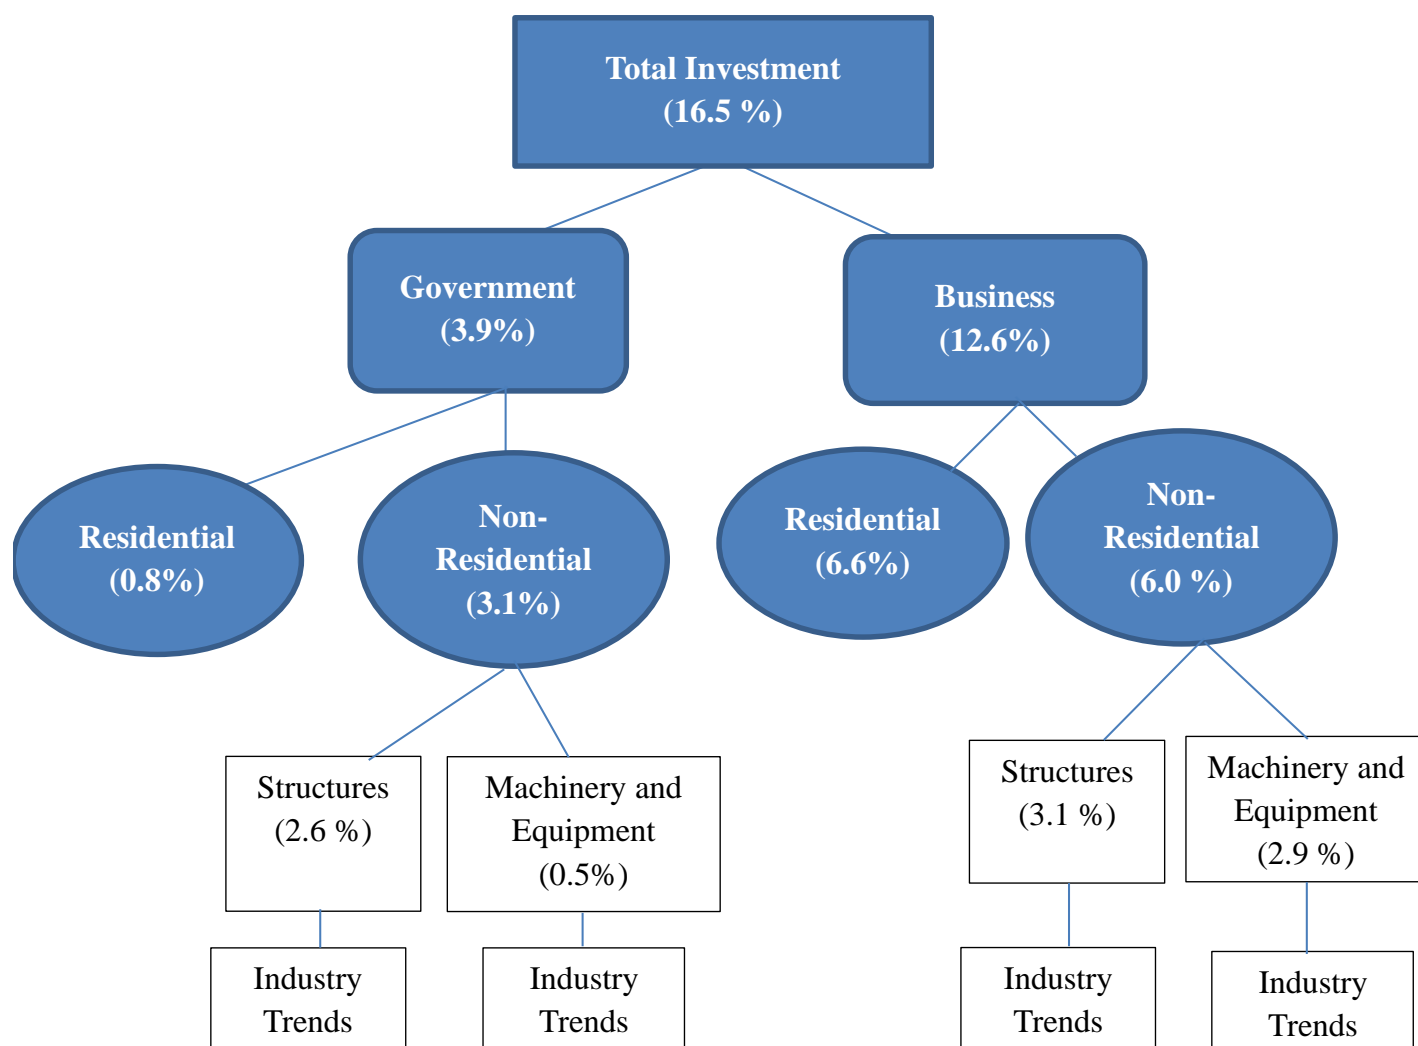 Total Investment
(16.5 %)
Government
(3.9%)
Business
(12.6%)
Residential
(0.8%)
Non-
Residential
(3.1%)
Residential
(6.6%)
Non-
Residential
(6.0 %)
Structures
(2.6 %)
Machinery and
Equipment
(0.5%)
Structures
(3.1 %)
Machinery and
Equipment
(2.9 %)
Industry
Trends
Industry
Trends
Industry
Trends
Industry
Trends